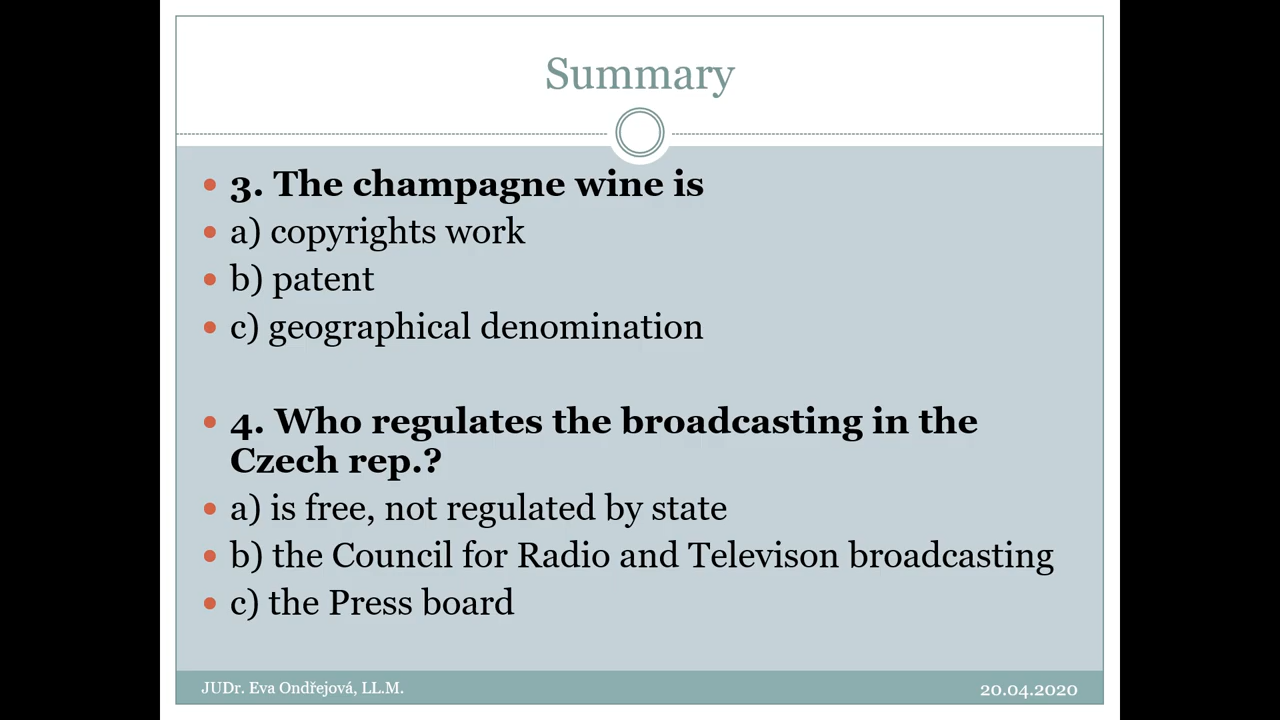 Summary
3. The champagne wine is
a) copyrights work
b) patent
c) geographical denomination
4. Who regulates the broadcasting in the
Czech rep.?
a) is free, not regulated by state
b) the Council for Radio and Televison broadcasting
c) the Press board
JUDr. Eva Ondřejová, LL.M.
20.04.2020